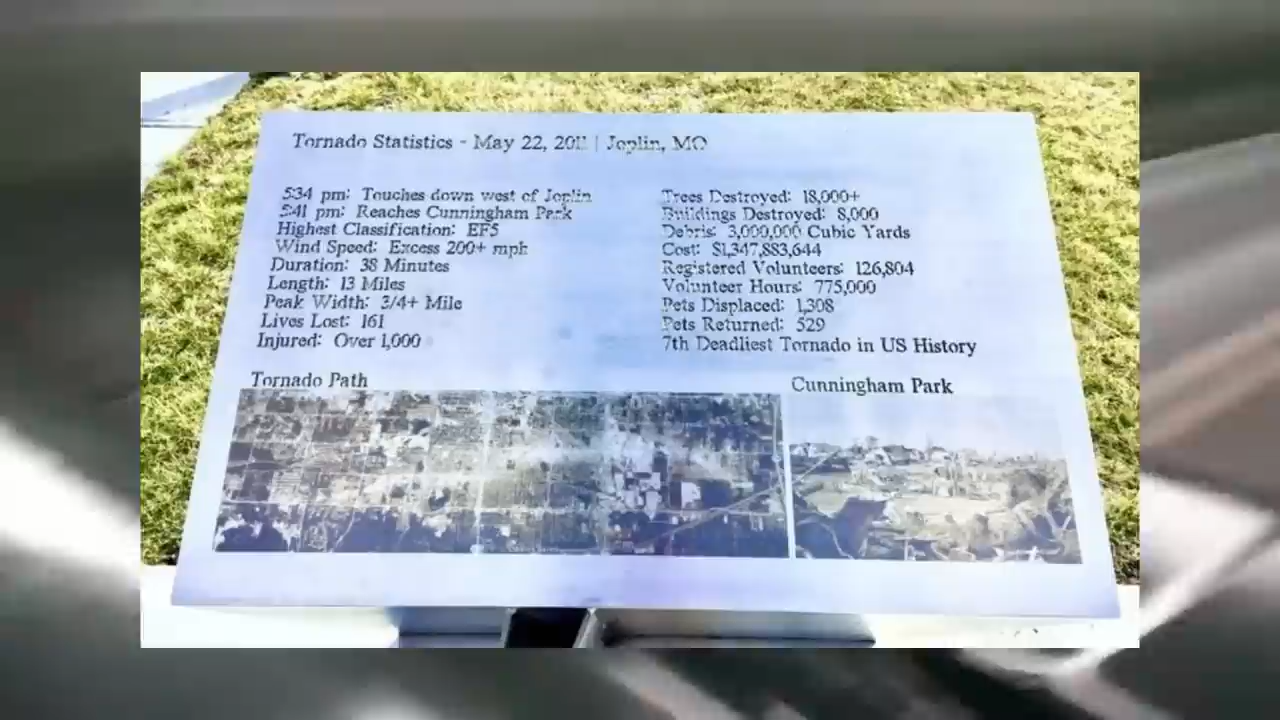 Tornado Statistics - May 22, 2011 | Joplin, MO
5:34 pm: Touches down west of Joplin
5:41 pm: Reaches Cunningham Park
Highest Classification: EF5
Wind Speed: Excess 200+ mph
Duration: 38 Minutes
Length: 13 Miles
Peak Width: 3/4+ Mile
Lives Lost: 161
Injured: Over 1,000
Trees Destroyed: 18,000+
Buildings Destroyed: 8,000
Debris: 3,000,000 Cubic Yards
Cost: $1,347,883,644
Registered Volunteers: 126,804
Volunteer Hours: 775,000
Pets Displaced: 1,308
Pets Returned: 529
7th Deadliest Tornado in US History
Tornado Path
Cunningham Park